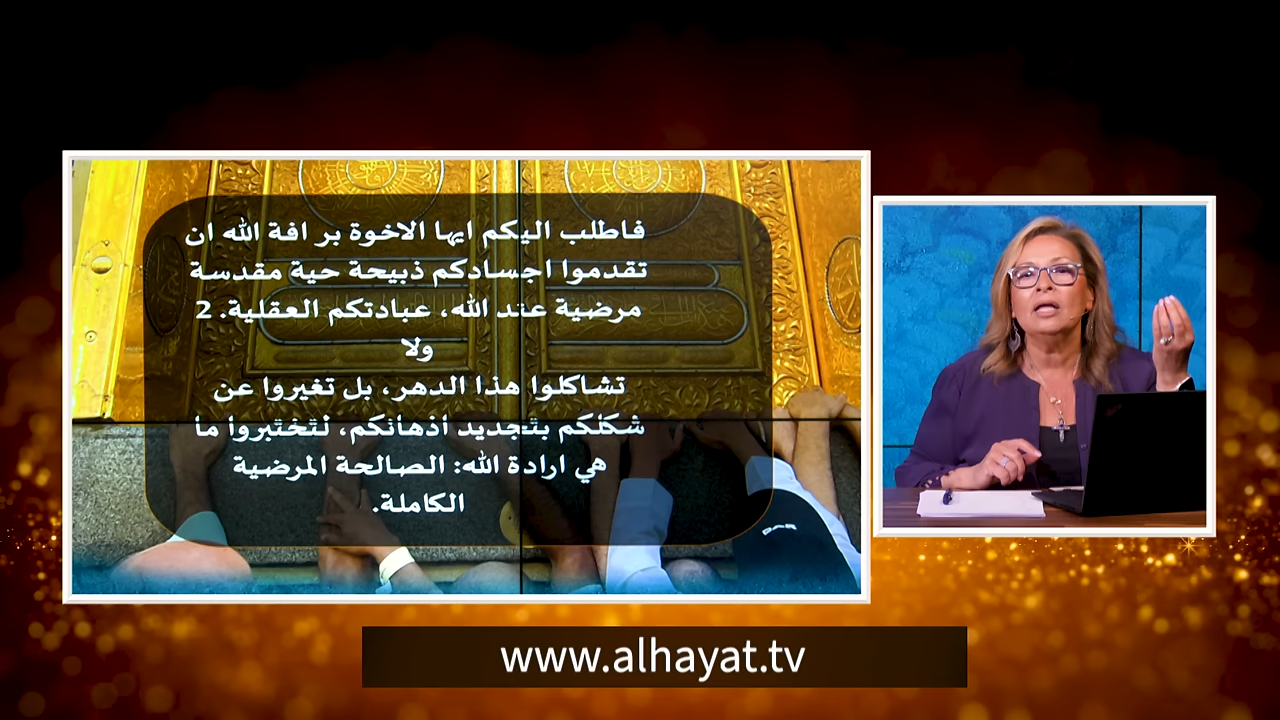 فاطلب اليكم ايها الاخوة بر افة الله ان
تقدموا اجسادكم ذبيحة حية مقدسة
مرضية عند الله، عبادتكم العقلية. 2
ولا
تشاكلوا هذا الدهر، بل تغيروا عن
شكلكم بتجديد اذهانكم، لتختبروا ما
هي ارادة الله: الصالحة المرضية
الكاملة.
www.alhayat.tv